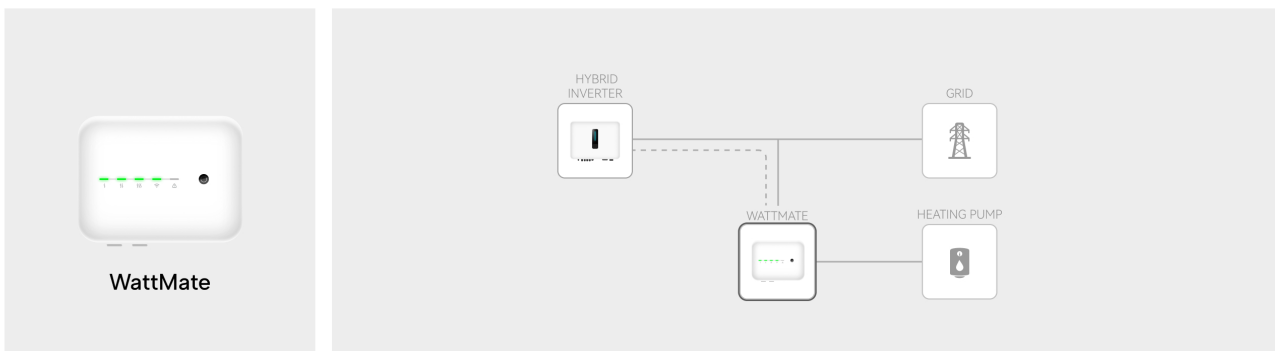 WattMate
HYBRID
INVERTER
GRID
WATTMATE
HEATING PUMP